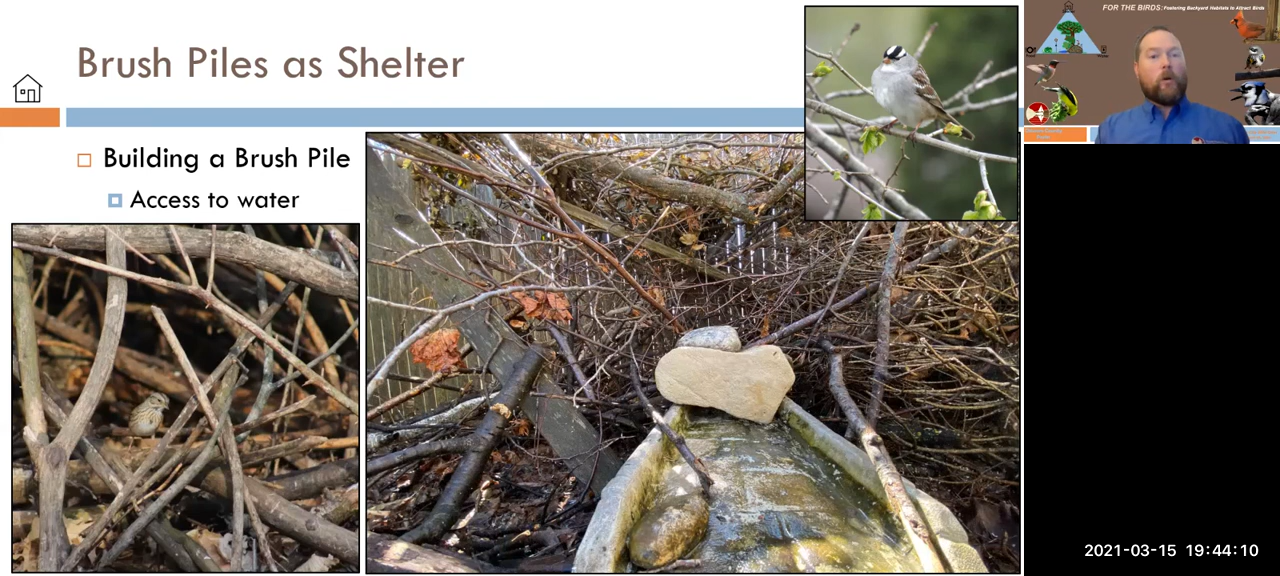 Brush Piles as Shelter
Building a Brush Pile
Access to water
FOR THE BIRDS: Fostering Backyard Habitats to Attract Birds
2021-03-15 19:44:10